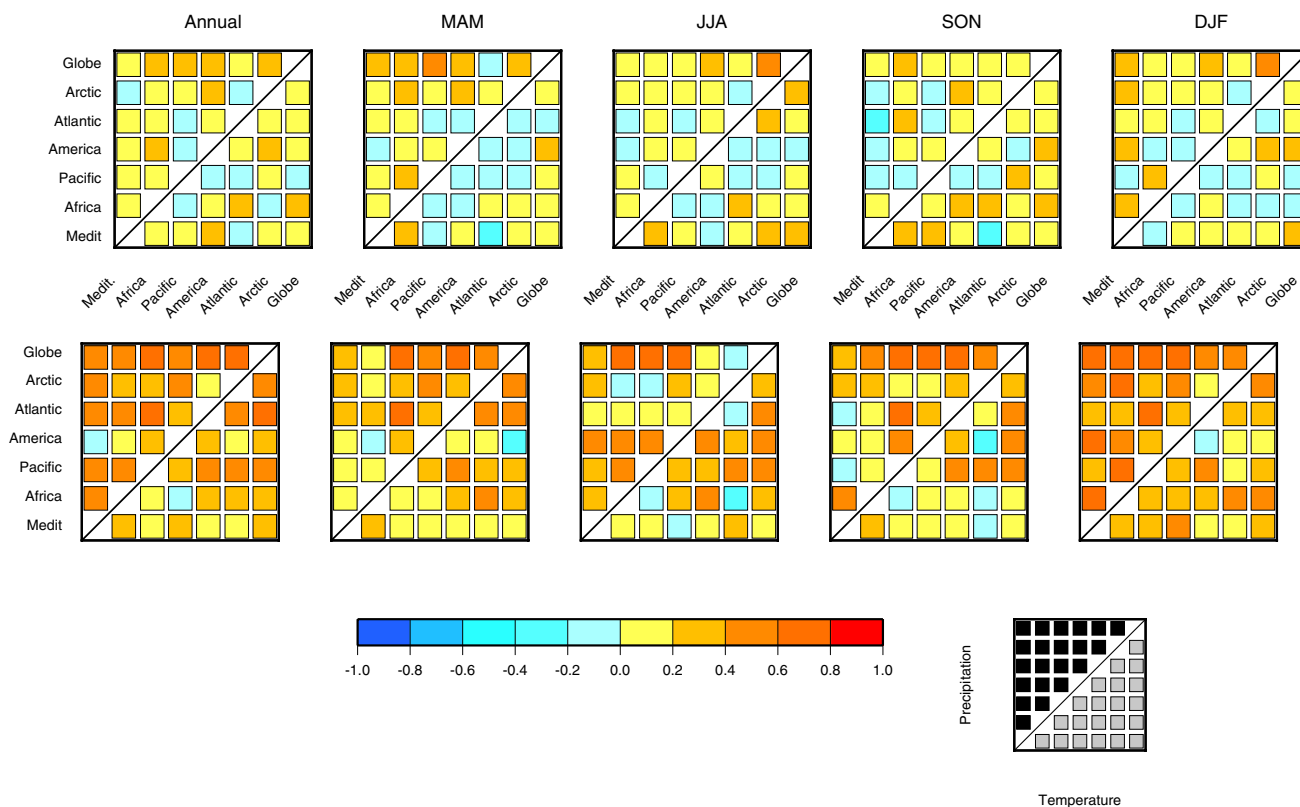 Annual MAM JJA SON DJF
Globe
Arctic
Atlantic
America
Pacific
Africa
Medit
Medit. Africa Pacific America Atlantic Arctic Globe
Medit Africa Pacific America Atlantic Arctic Globe
Medit Africa Pacific America Atlantic Arctic Globe
Medit Africa Pacific America Atlantic Arctic Globe
Medit Africa Pacific America Atlantic Arctic Globe
Globe
Arctic
Atlantic
America
Pacific
Africa
Medit
-1.0 -0.8 -0.6 -0.4 -0.2 0.0 0.2 0.4 0.6 0.8 1.0
Precipitation
Temperature